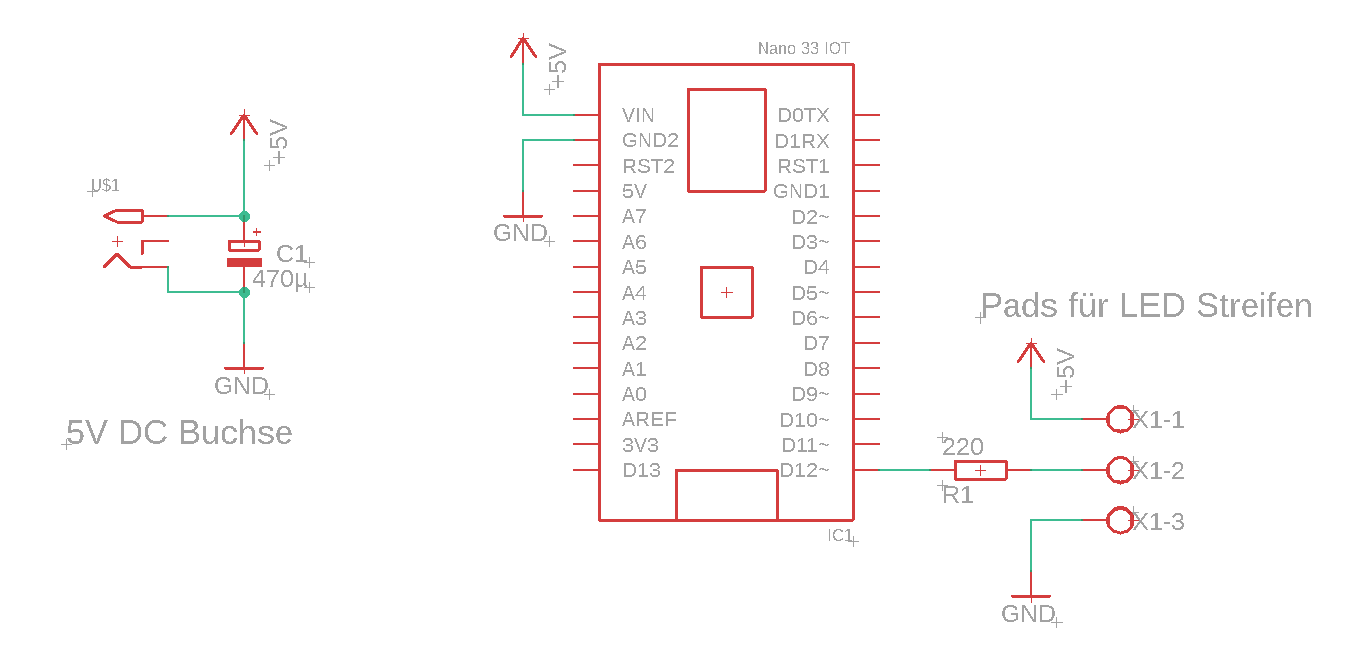 U$1
+5V
C1
470µ
GND
5V DC Buchse
+5V
GND
Nano 33 IOT
VIN
GND2
RST2
5V
A7
A6
A5
A4
A3
A2
A1
A0
AREF
3V3
D13
D0TX
D1RX
RST1
GND1
D2~
D3~
D4
D5~
D6~
D7
D8
D9~
D10~
D11~
D12~
IC1
220
R1
Pads für LED Streifen
+5V
X1-1
X1-2
X1-3
GND